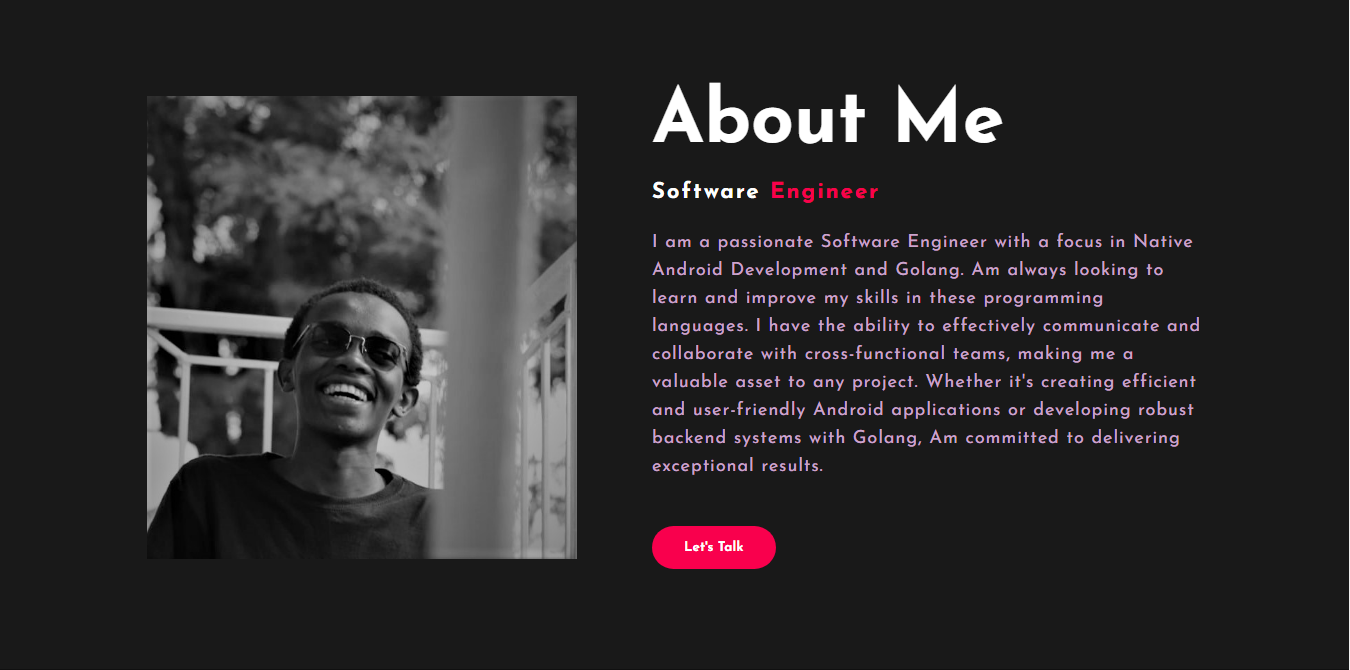 About Me
Software Engineer
I am a passionate Software Engineer with a focus in Native
Android Development and Golang. Am always looking to
learn and improve my skills in these programming
languages. I have the ability to effectively communicate and
collaborate with cross-functional teams, making me a
valuable asset to any project. Whether it's creating efficient
and user-friendly Android applications or developing robust
backend systems with Golang, Am committed to delivering
exceptional results.
Let's Talk